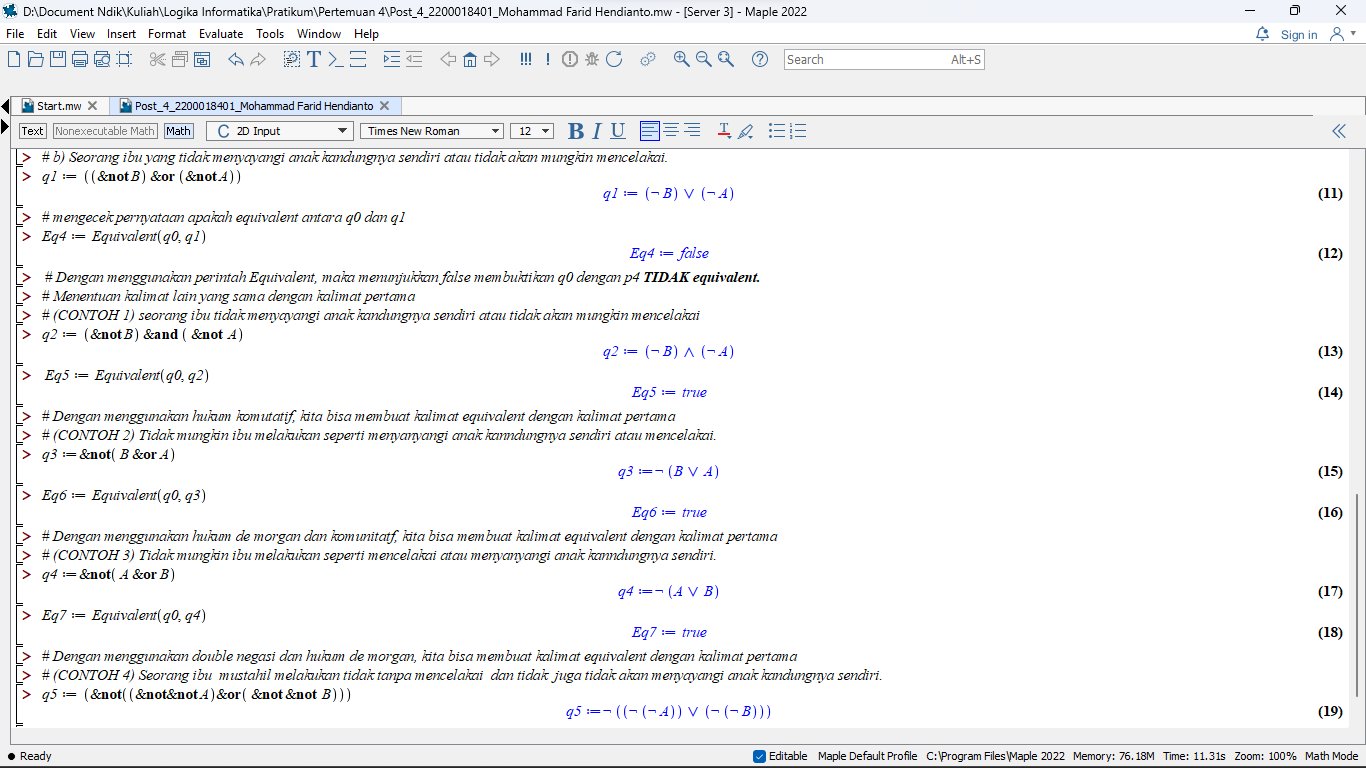 D:\Document Ndik\Kuliah\Logika Informatika\Pratikum\Pertemuan 4\Post_4_2200018401_Mohammad Farid Hendianto.mw - [Server 3] - Maple 2022
File Edit View Insert Format Evaluate Tools Window Help
Sign in
Search Alt+S
Start.mw
Post_4_2200018401_Mohammad Farid Hendianto
Text Nonexecutable Math Math C 2D Input Times New Roman 12 B I U
> # b) Seorang ibu yang tidak menyayangi anak kandungnya sendiri atau tidak akan mungkin mencelakai.
> q1 := ((&not B) &or (&not A))
q1 := (¬ B) ∨ (¬ A) (11)
> # mengecek pernyataan apakah equivalent antara q0 dan q1
> Eq4 := Equivalent(q0, q1)
Eq4 := false (12)
> # Dengan menggunakan perintah Equivalent, maka menunjukkan false membuktikan q0 dengan p4 TIDAK equivalent.
> # Menentuan kalimat lain yang sama dengan kalimat pertama
> # (CONTOH 1) seorang ibu tidak menyayangi anak kandungnya sendiri atau tidak akan mungkin mencelakai
> q2 := (&not B) &and ( &not A)
q2 := (¬ B) ∧ (¬ A) (13)
> Eq5 := Equivalent(q0, q2)
Eq5 := true (14)
> # Dengan menggunakan hukum komutatif, kita bisa membuat kalimat equivalent dengan kalimat pertama
> # (CONTOH 2) Tidak mungkin ibu melakukan seperti menyanyangi anak kanndungnya sendiri atau mencelakai.
> q3 := &not( B &or A)
q3 := ¬ (B ∨ A) (15)
> Eq6 := Equivalent(q0, q3)
Eq6 := true (16)
> # Dengan menggunakan hukum de morgan dan komunitatf, kita bisa membuat kalimat equivalent dengan kalimat pertama
> # (CONTOH 3) Tidak mungkin ibu melakukan seperti mencelakai atau menyanyangi anak kanndungnya sendiri.
> q4 := &not( A &or B)
q4 := ¬ (A ∨ B) (17)
> Eq7 := Equivalent(q0, q4)
Eq7 := true (18)
> # Dengan menggunakan double negasi dan hukum de morgan, kita bisa membuat kalimat equivalent dengan kalimat pertama
> # (CONTOH 4) Seorang ibu mustahil melakukan tidak tanpa mencelakai dan tidak juga tidak akan menyayangi anak kandungnya sendiri.
> q5 := (&not((&not&not A)&or( &not &not B)))
q5 := ¬ ((¬ (¬ A)) ∨ (¬ (¬ B))) (19)
Ready Editable Maple Default Profile C:\Program Files\Maple 2022 Memory: 76.18M Time: 11.31s Zoom: 100% Math Mode